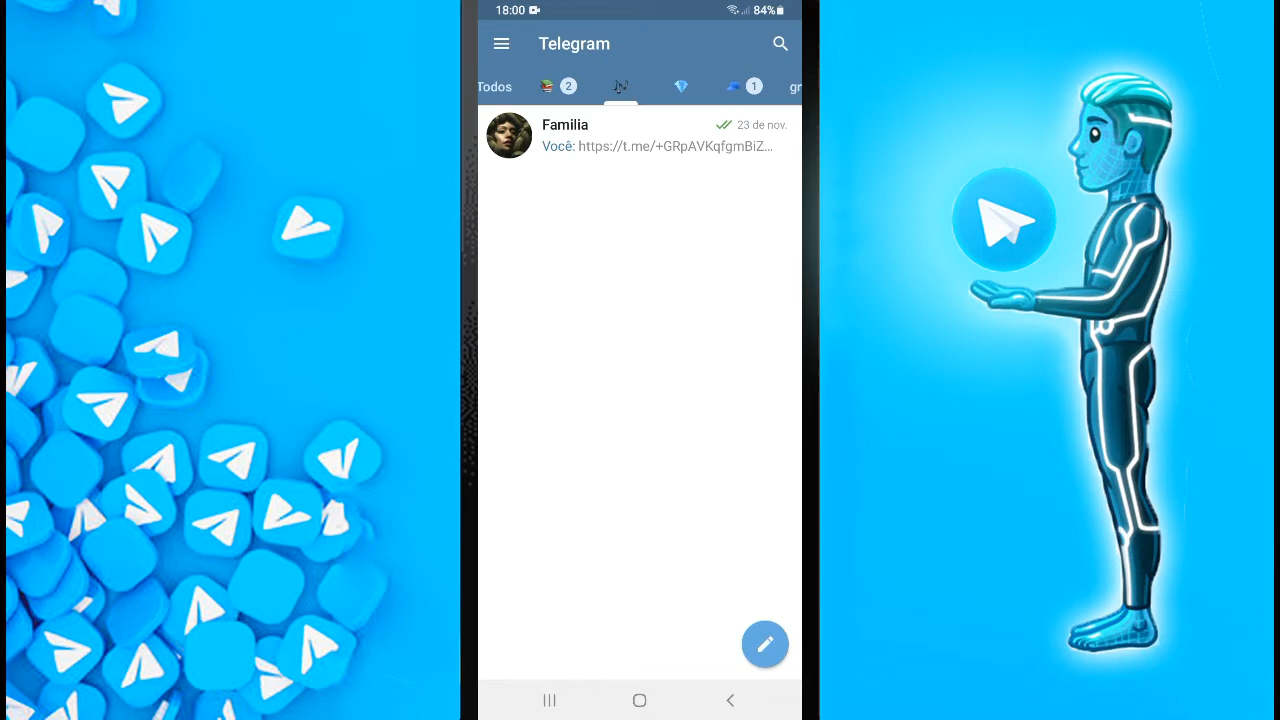 18:00 84%
Telegram
Todos 2 1 gr
Familia 23 de nov.
Você: https://t.me/+GRpAVKqfgmBiZ...